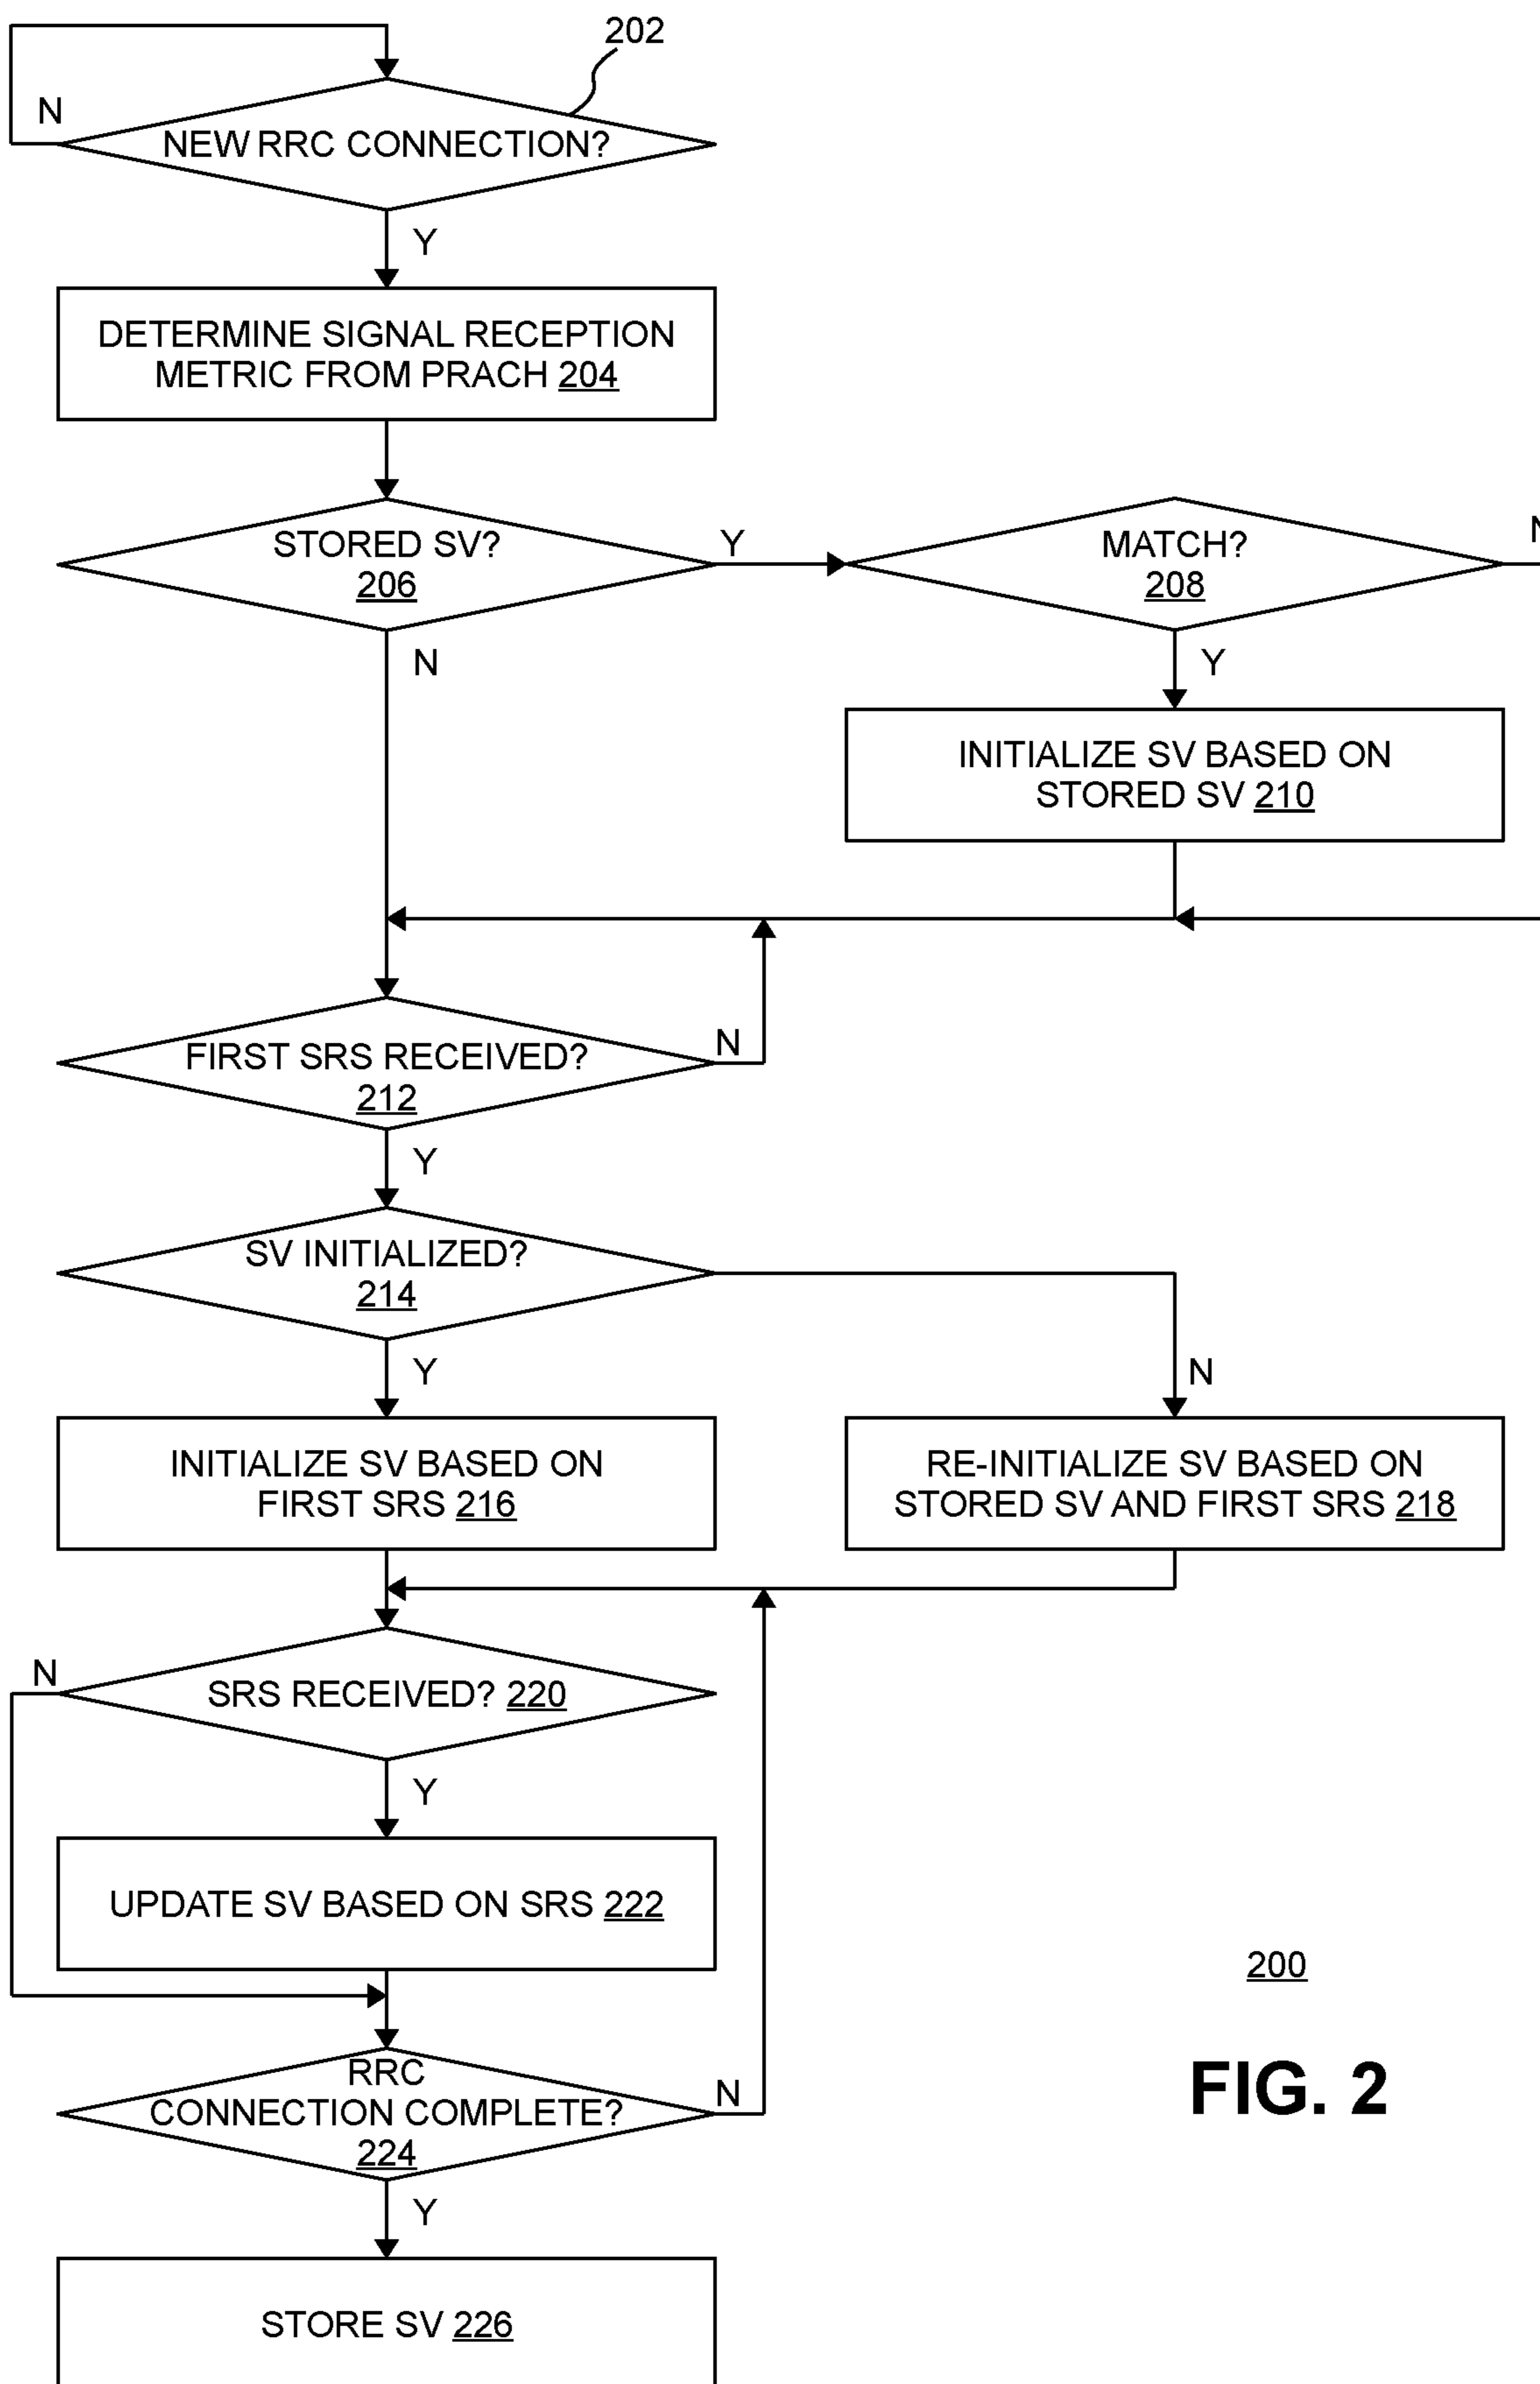 202
N
NEW RRC CONNECTION?
Y
DETERMINE SIGNAL RECEPTION
METRIC FROM PRACH 204
STORED SV?
206
Y
MATCH?
208
N
N
Y
INITIALIZE SV BASED ON
STORED SV 210
FIRST SRS RECEIVED?
212
N
Y
SV INITIALIZED?
214
Y
N
INITIALIZE SV BASED ON
FIRST SRS 216
RE-INITIALIZE SV BASED ON
STORED SV AND FIRST SRS 218
N
SRS RECEIVED? 220
Y
UPDATE SV BASED ON SRS 222
RRC
CONNECTION COMPLETE?
224
N
Y
STORE SV 226
200
FIG. 2